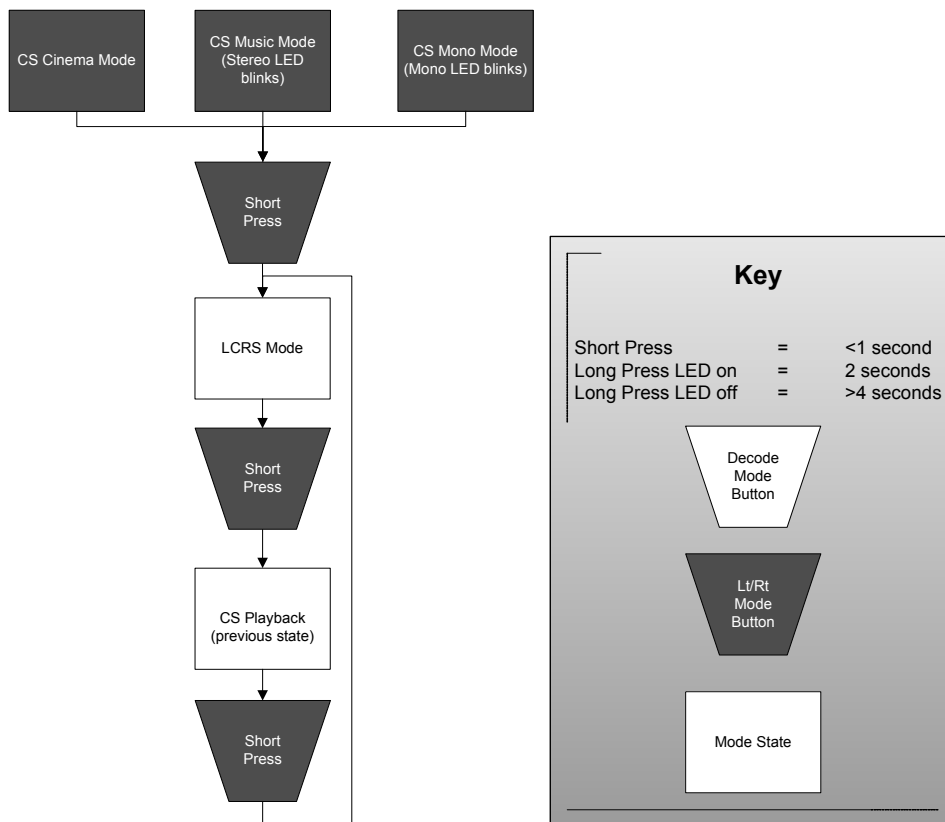 CS Cinema Mode
CS Music Mode
(Stereo LED
blinks)
CS Mono Mode
(Mono LED blinks)
Short
Press
LCRS Mode
Short
Press
CS Playback
(previous state)
Short
Press
Key
Short Press = <1 second
Long Press LED on = 2 seconds
Long Press LED off = >4 seconds
Decode
Mode
Button
Lt/Rt
Mode
Button
Mode State